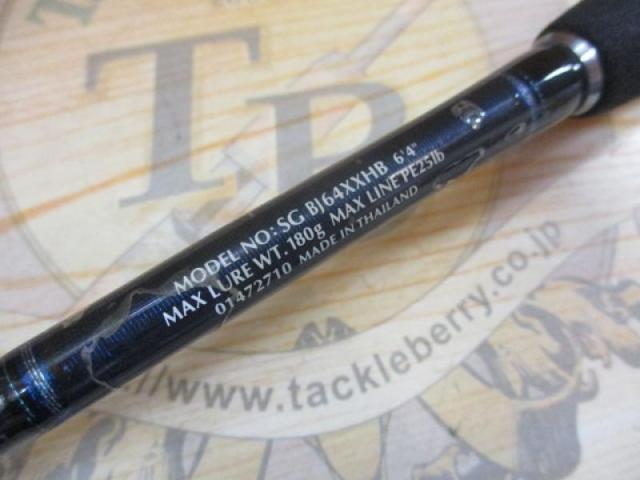 TP
MODEL NO: SG BJ64XXHB 6'4"
MAX LURE WT. 180g MAX LINE PE25lb
01472710 MADE IN THAILAND
://www.tackleberry.co.jp